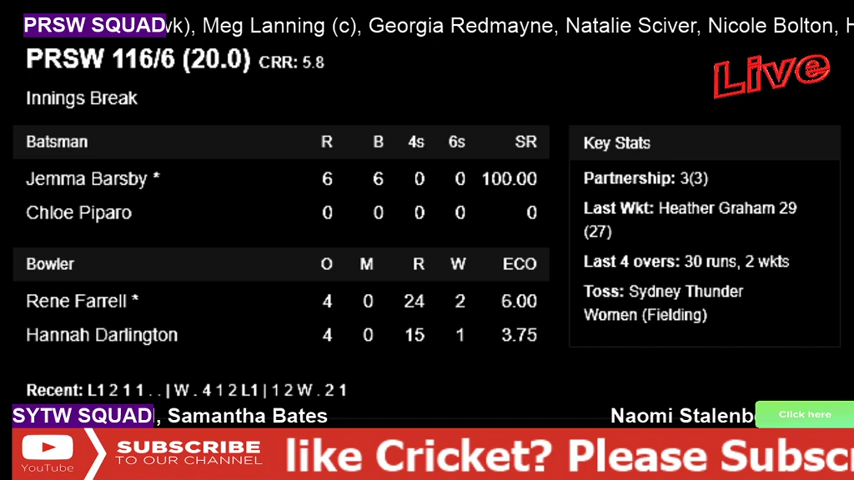 PRSW SQUAD wk), Meg Lanning (c), Georgia Redmayne, Natalie Sciver, Nicole Bolton, H
PRSW 116/6 (20.0) CRR: 5.8
Live
Innings Break
Batsman R B 4s 6s SR
Jemma Barsby * 6 6 0 0 100.00
Chloe Piparo 0 0 0 0 0
Bowler O M R W ECO
Rene Farrell * 4 0 24 2 6.00
Hannah Darlington 4 0 15 1 3.75
Key Stats
Partnership: 3(3)
Last Wkt: Heather Graham 29
(27)
Last 4 overs: 30 runs, 2 wkts
Toss: Sydney Thunder
Women (Fielding)
Recent: L1 2 1 1 . . | W . 4 1 2 L1 | 1 2 W . 2 1
SYTW SQUAD , Samantha Bates Naomi Stalenb
Click here
YouTube
SUBSCRIBE
TO OUR CHANNEL
like Cricket? Please Subsc